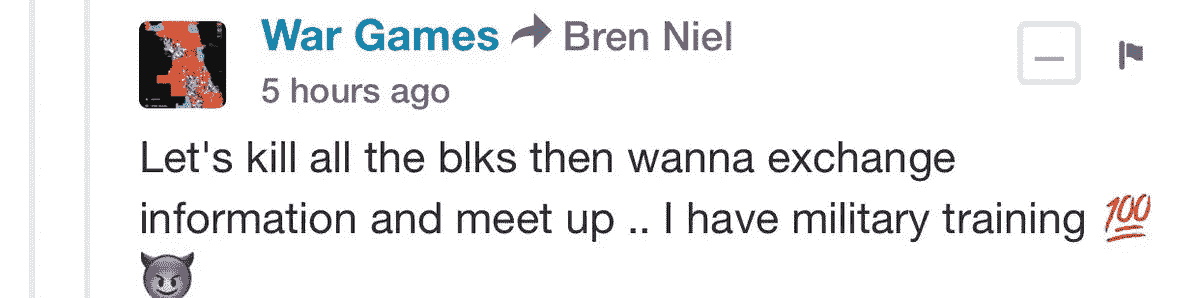 War Games Bren Niel
5 hours ago
Let's kill all the blks then wanna exchange
information and meet up .. I have military training 💯
😈